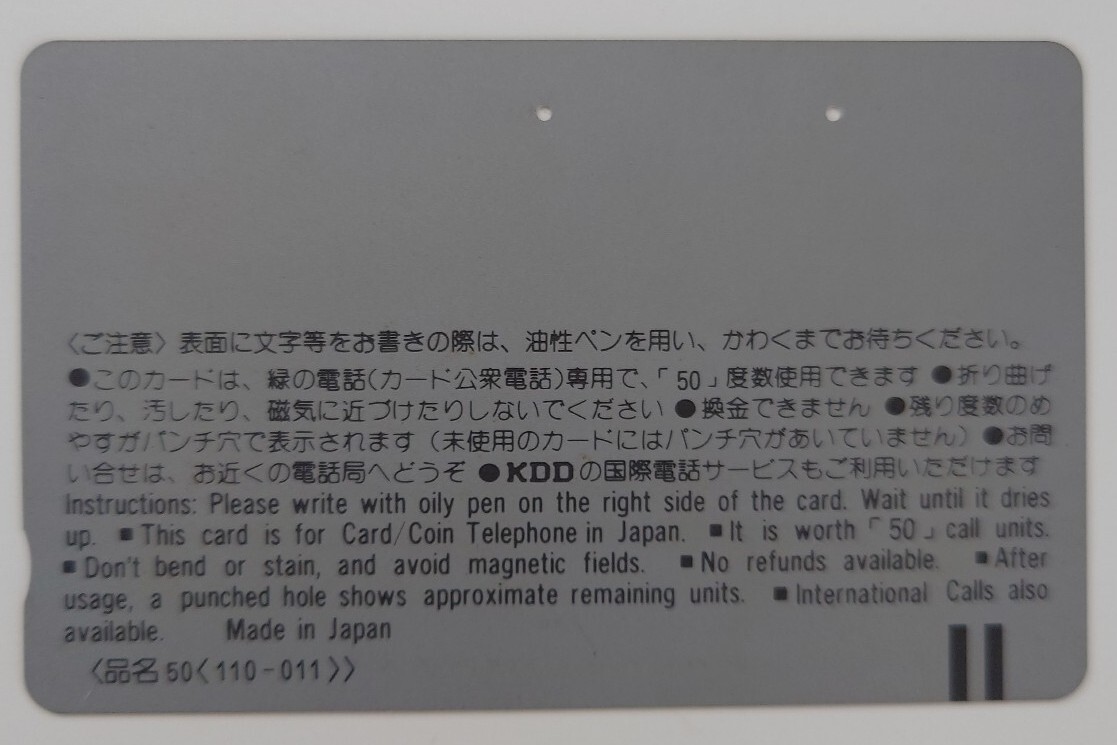 〈ご注意〉表面に文字等をお書きの際は、油性ペンを用い、かわくまでお待ちください。
●このカードは、緑の電話(カード公衆電話)専用で、「50」度数使用できます ●折り曲げ
たり、汚したり、磁気に近づけたりしないでください ●換金できません ●残り度数のめ
やすがパンチ穴で表示されます（未使用のカードにはパンチ穴があいていません）●お問
い合せは、お近くの電話局へどうぞ ●KDDの国際電話サービスもご利用いただけます
Instructions: Please write with oily pen on the right side of the card. Wait until it dries
up. ■This card is for Card/Coin Telephone in Japan. ■It is worth「50」call units.
■Don't bend or stain, and avoid magnetic fields. ■No refunds available. ■After
usage, a punched hole shows approximate remaining units. ■International Calls also
available. Made in Japan
〈品名50〈110-011〉〉